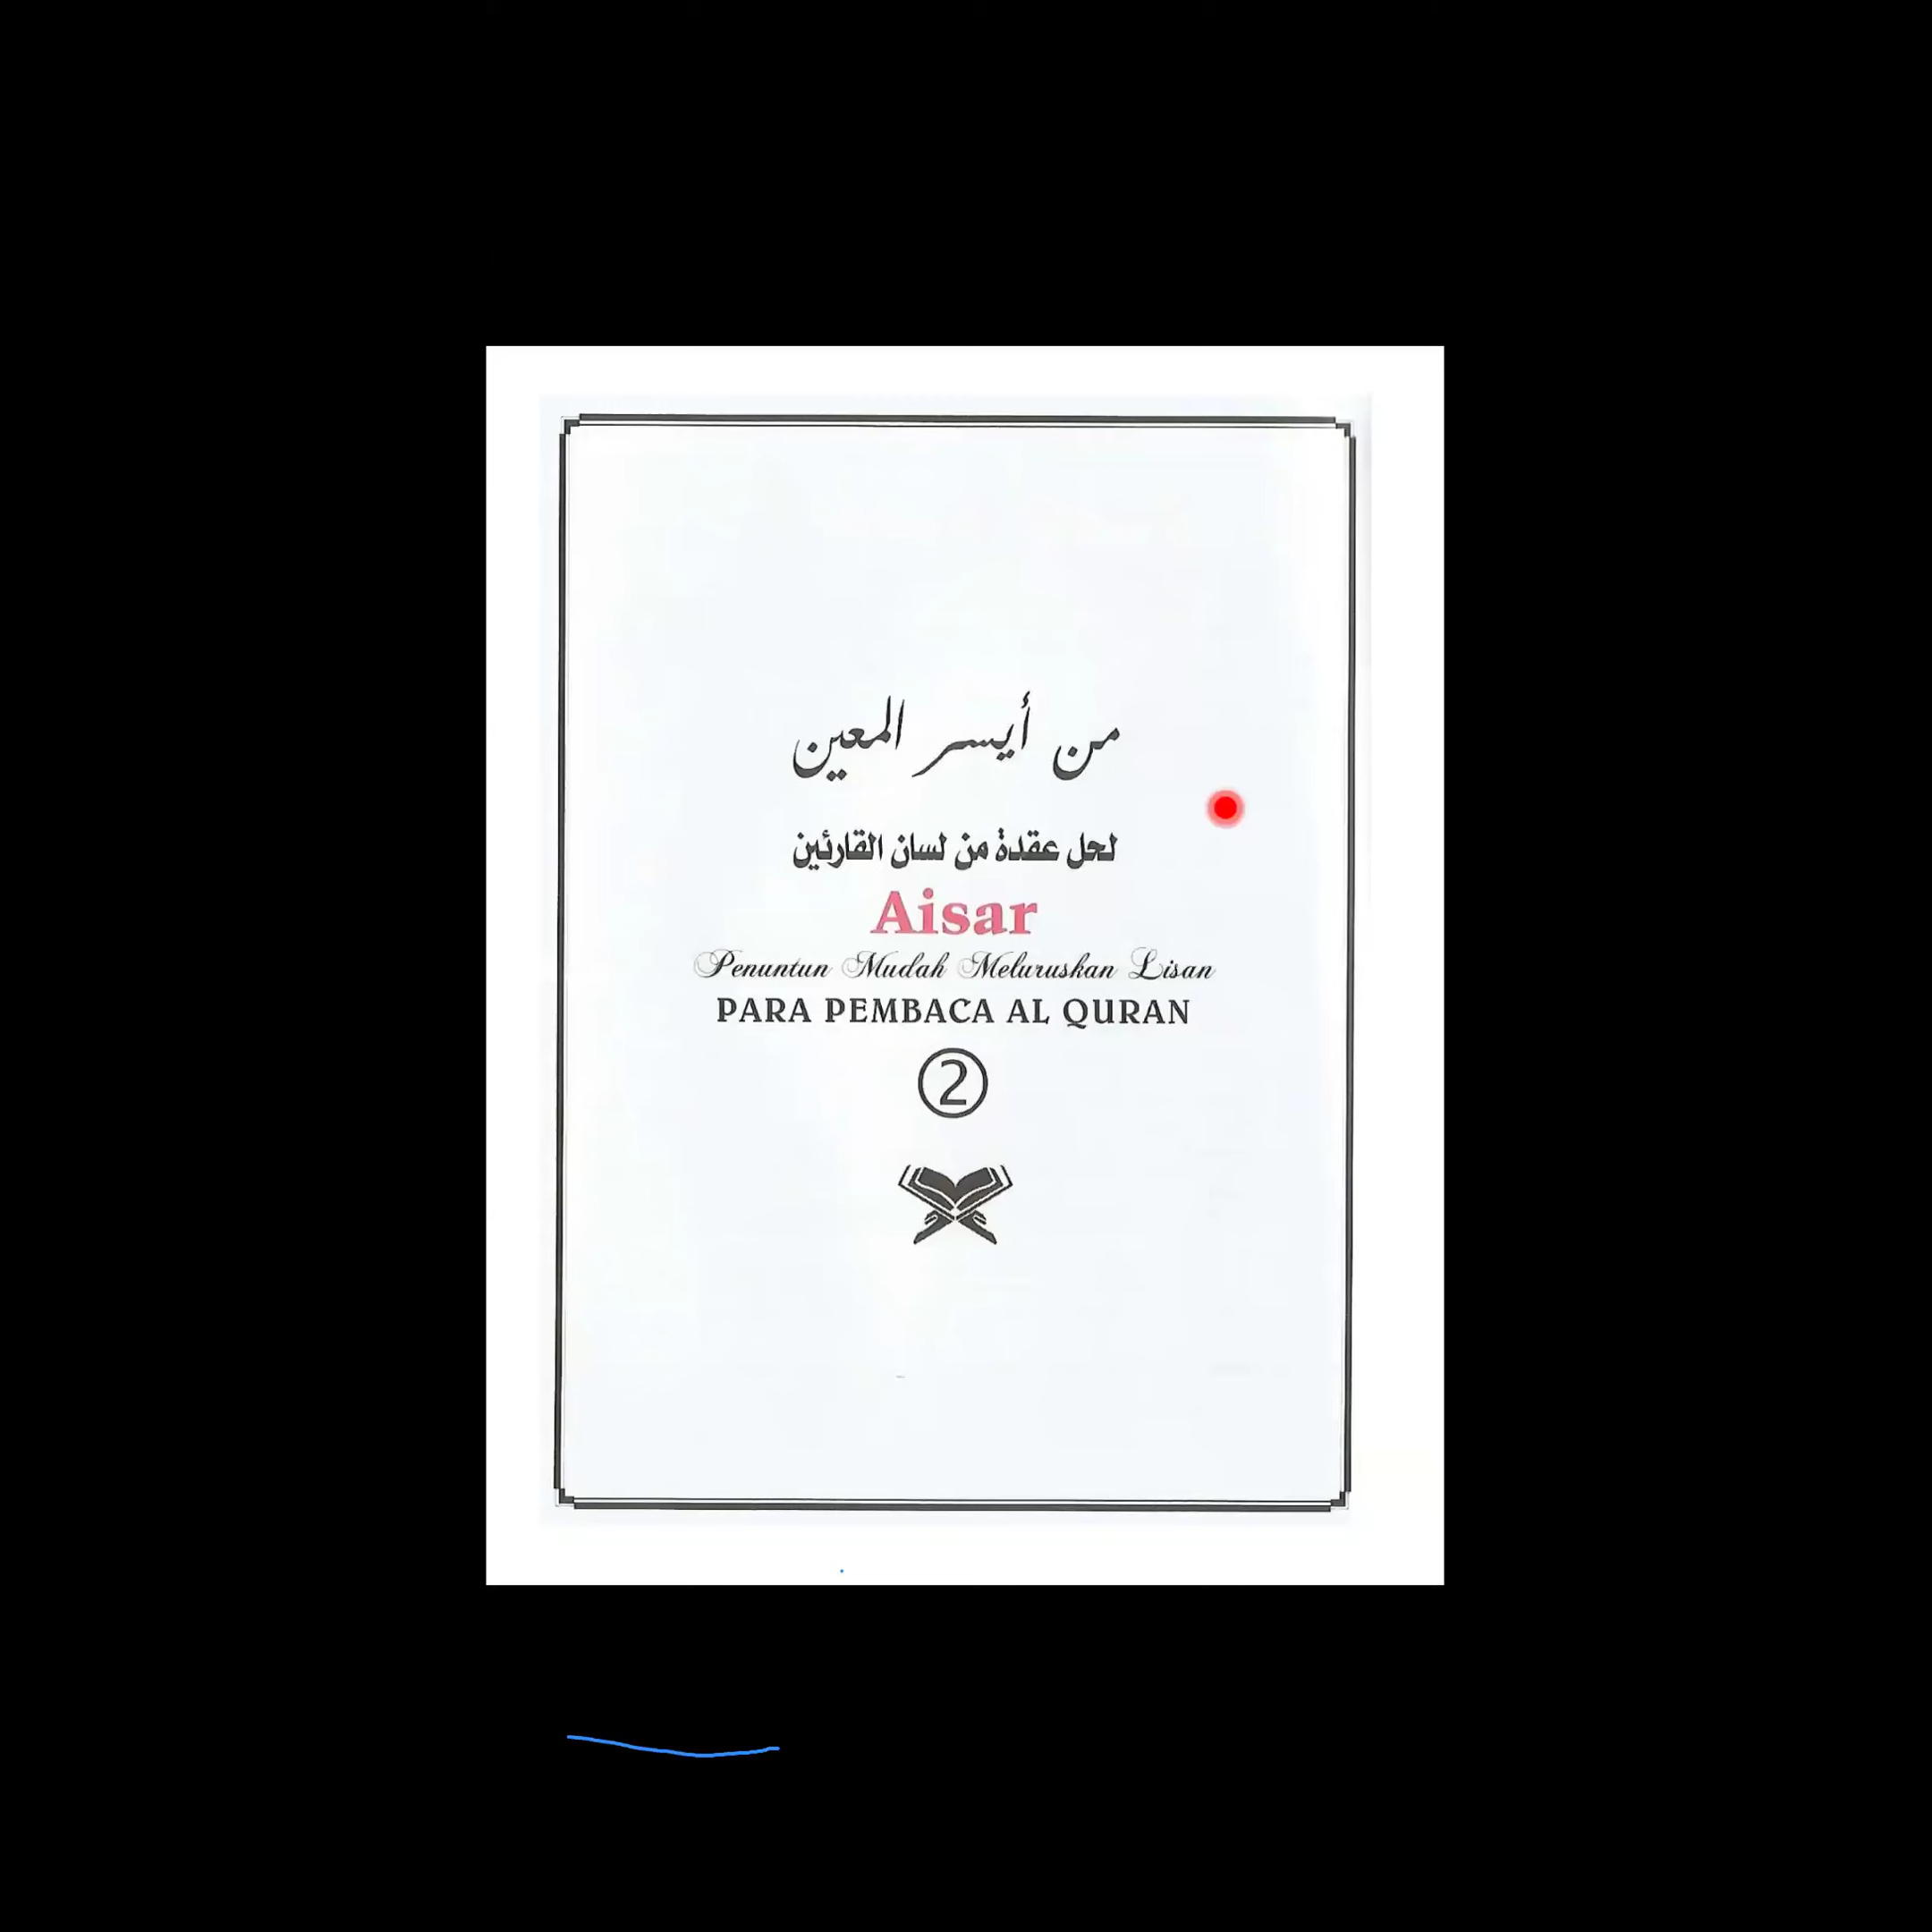 من أيسر المعين
لحل عقدة من لسان القارئين
Aisar
Penuntun Mudah Meluruskan Lisan
PARA PEMBACA AL QURAN
2